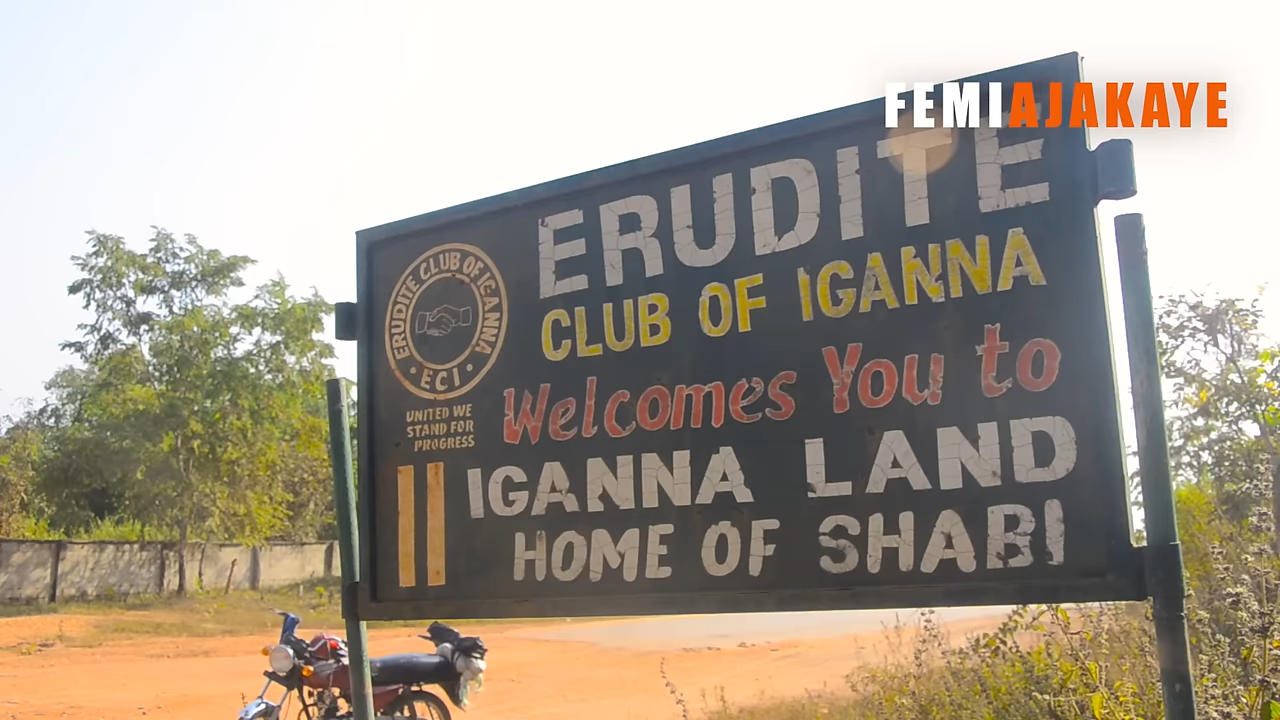 FEMIAJAKAYE
ERUDITE
CLUB OF IGANNA
Welcomes You to
IGANNA LAND
HOME OF SHABI
ERUDITE CLUB OF IGANNA
• ECI •
UNITED WE
STAND FOR
PROGRESS